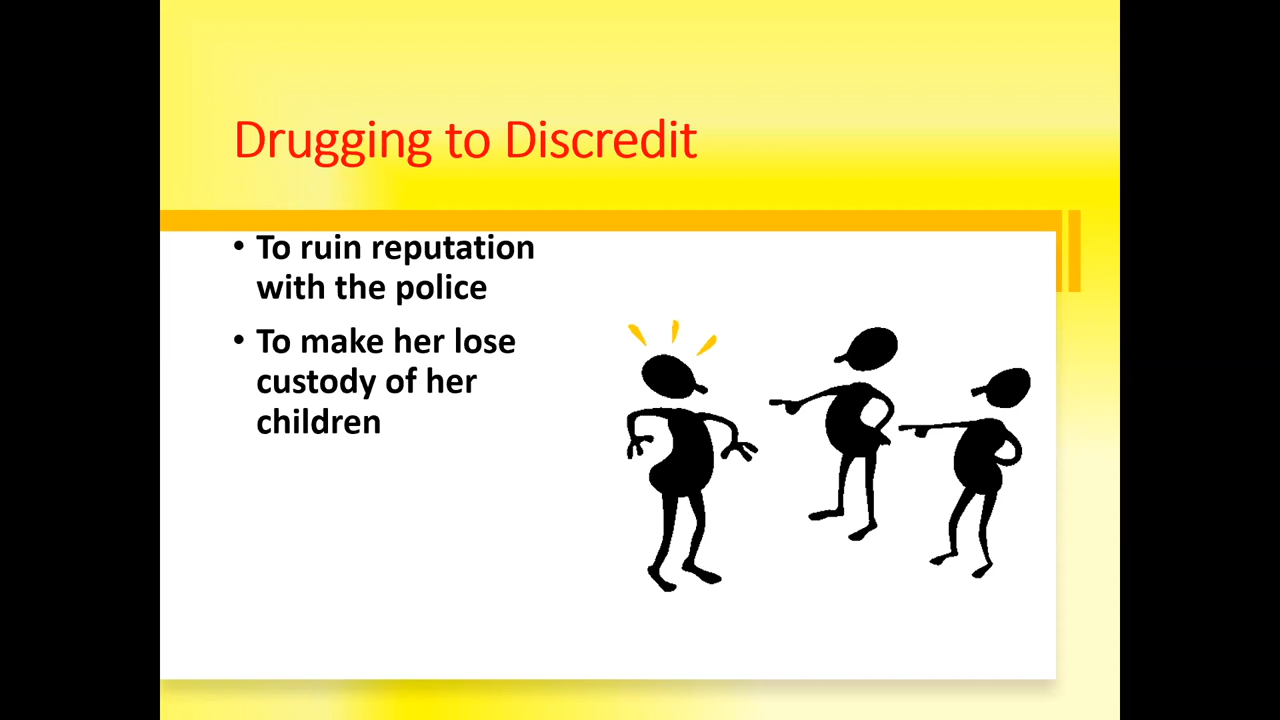 Drugging to Discredit
• To ruin reputation
with the police
• To make her lose
custody of her
children